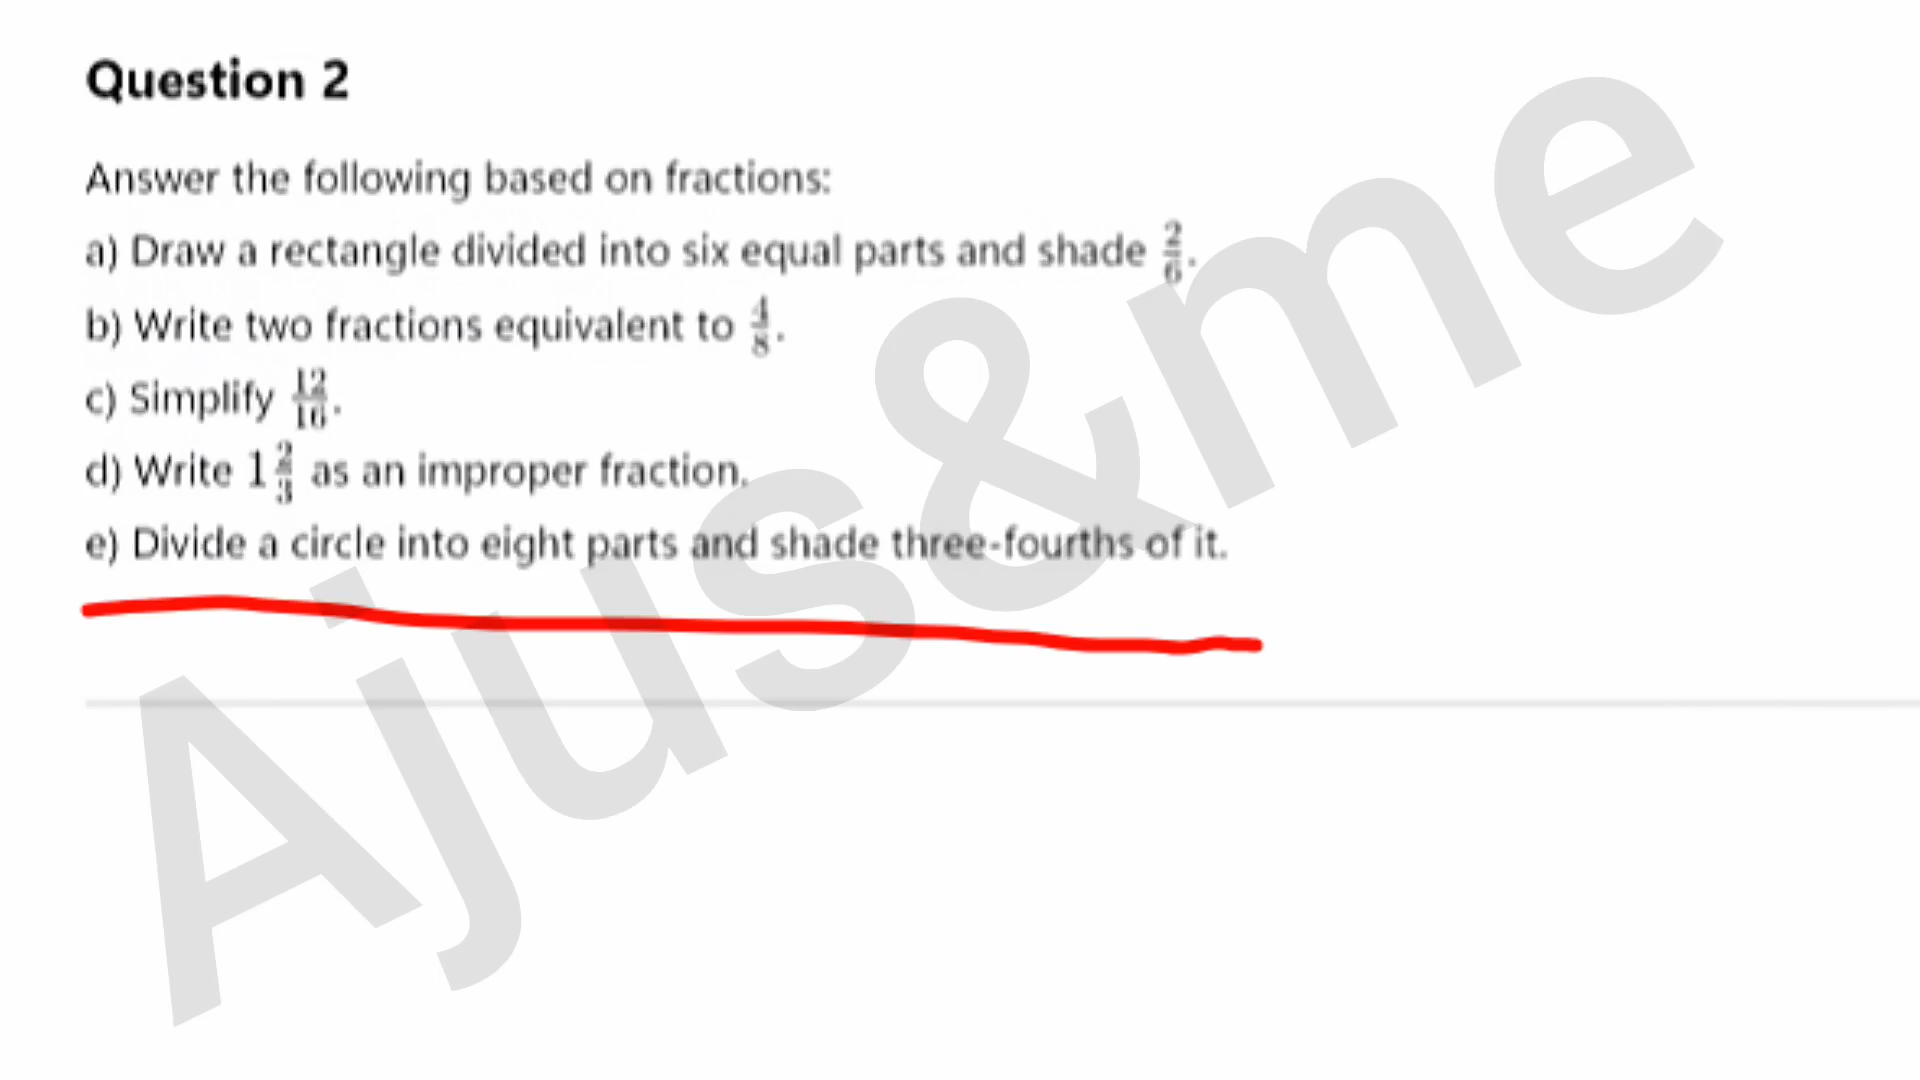 Question 2
Answer the following based on fractions:
a) Draw a rectangle divided into six equal parts and shade 2/6.
b) Write two fractions equivalent to
c) Simplify 12/16.
d) Write 1 2/3 as an improper fraction.
e) Divide a circle into eight parts and shade three-fourths of it.
Ajus&me